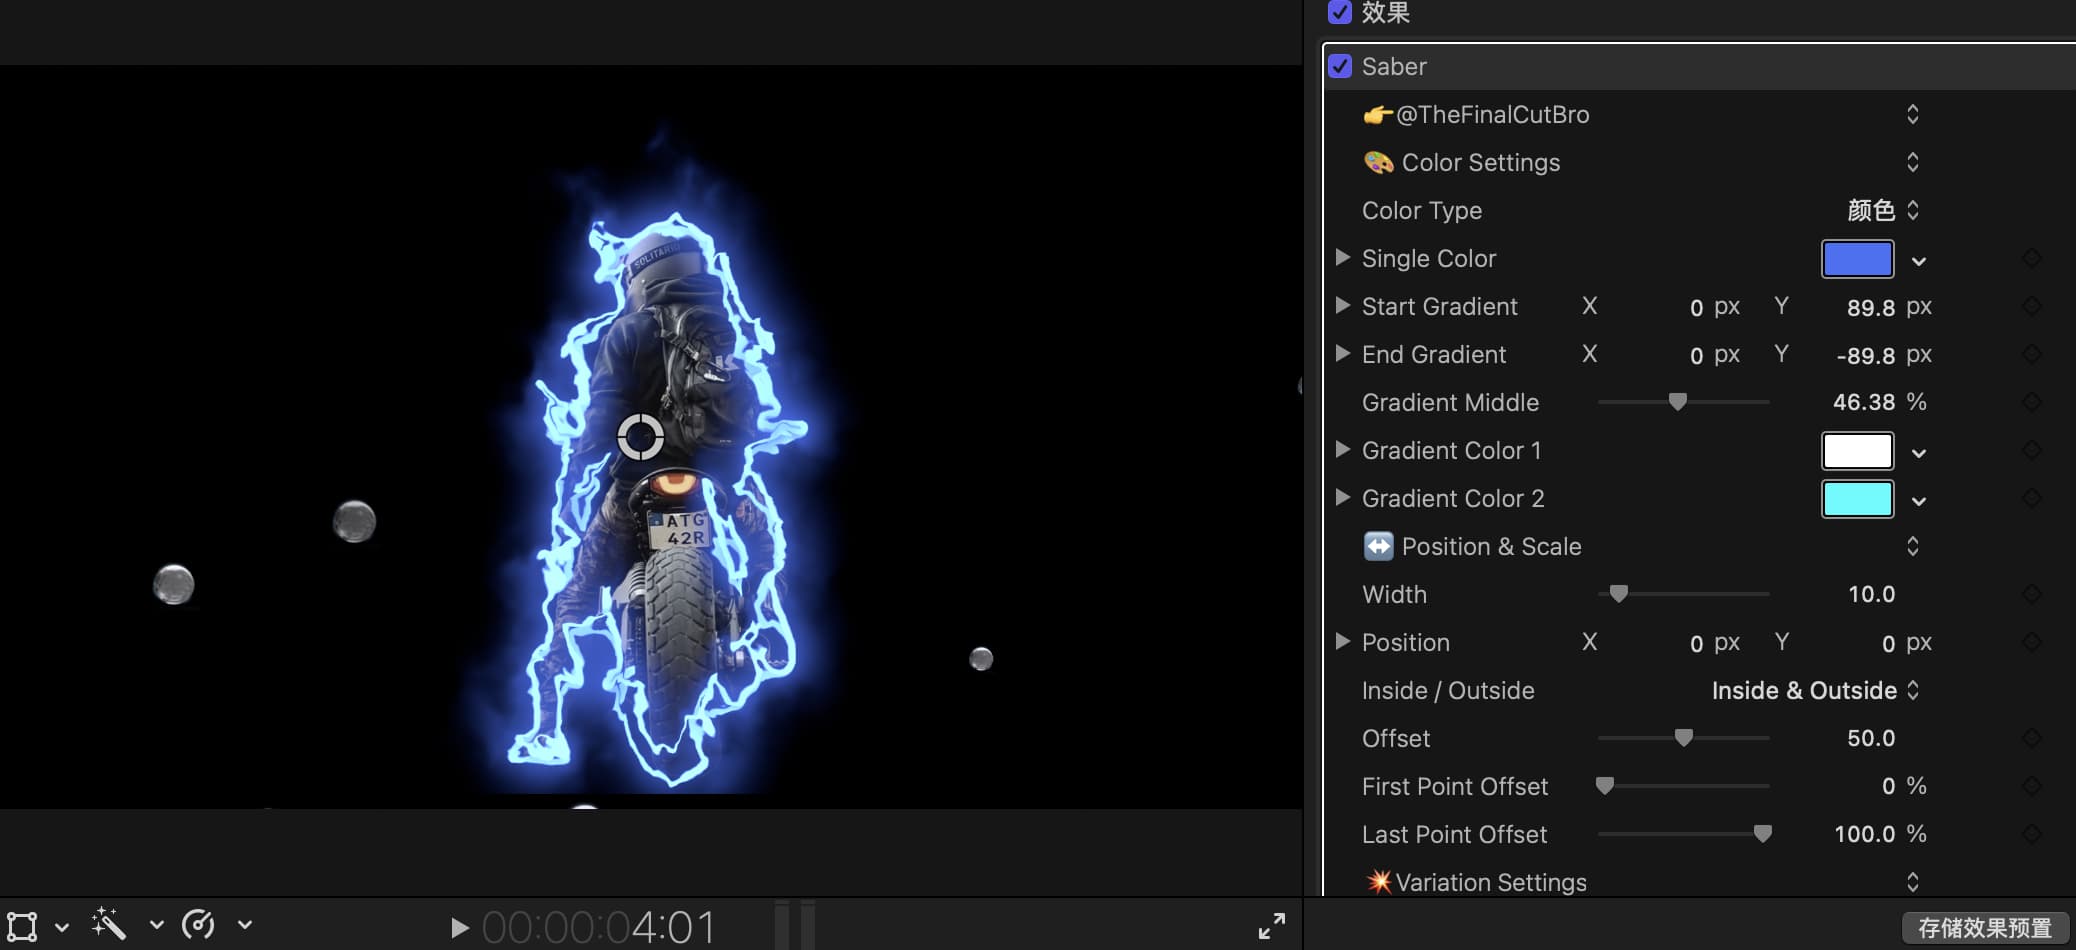 SOLITARIO
ATG
42R
00:00:04:01
效果
Saber
@TheFinalCutBro
Color Settings
Color Type 颜色
Single Color
Start Gradient X 0 px Y 89.8 px
End Gradient X 0 px Y -89.8 px
Gradient Middle 46.38 %
Gradient Color 1
Gradient Color 2
Position & Scale
Width 10.0
Position X 0 px Y 0 px
Inside / Outside Inside & Outside
Offset 50.0
First Point Offset 0 %
Last Point Offset 100.0 %
Variation Settings
存储效果预置